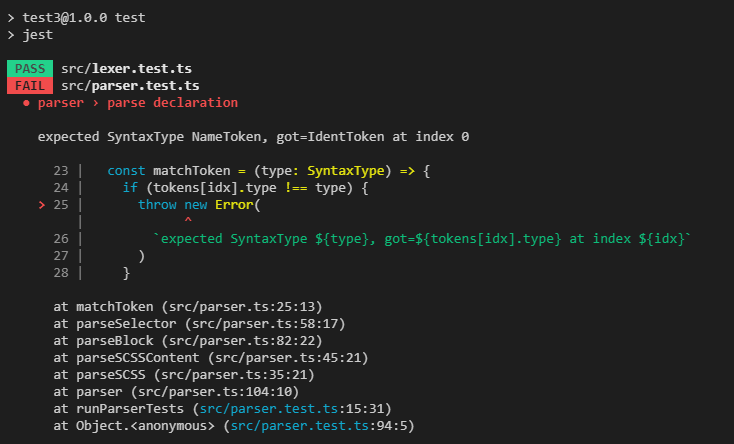 > test3@1.0.0 test
> jest
PASS src/lexer.test.ts
FAIL src/parser.test.ts
● parser › parse declaration
expected SyntaxType NameToken, got=IdentToken at index 0
23 | const matchToken = (type: SyntaxType) => {
24 | if (tokens[idx].type !== type) {
> 25 | throw new Error(
| ^
26 | `expected SyntaxType ${type}, got=${tokens[idx].type} at index ${idx}`
27 | )
28 | }
at matchToken (src/parser.ts:25:13)
at parseSelector (src/parser.ts:58:17)
at parseBlock (src/parser.ts:82:22)
at parseSCSSContent (src/parser.ts:45:21)
at parseSCSS (src/parser.ts:35:21)
at parser (src/parser.ts:104:10)
at runParserTests (src/parser.test.ts:15:31)
at Object.<anonymous> (src/parser.test.ts:94:5)